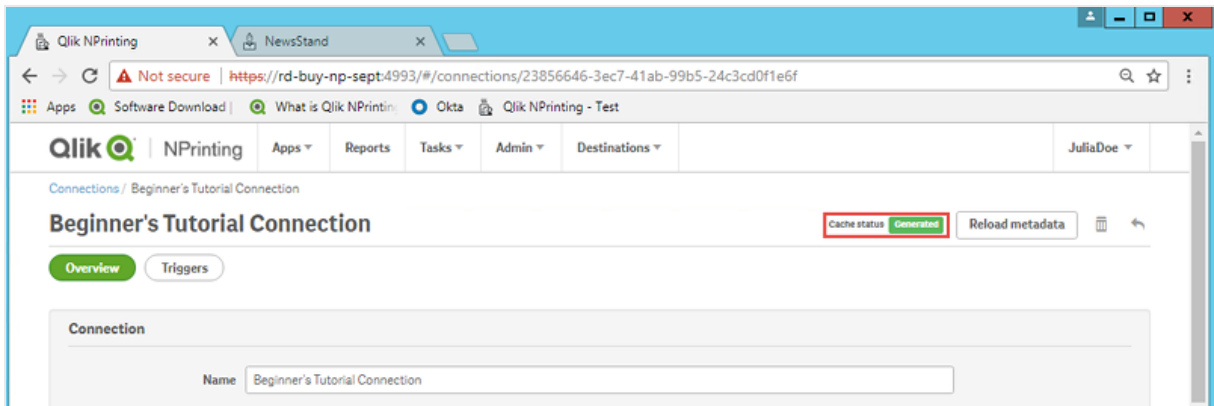 Qlik NPrinting
NewsStand
Not secure | https://rd-buy-np-sept:4993/#/connections/23856646-3ec7-41ab-99b5-24c3cd0f1e6f
Apps Software Download | What is Qlik NPrinting Okta Qlik NPrinting - Test
Qlik NPrinting Apps Reports Tasks Admin Destinations JuliaDoe
Connections / Beginner's Tutorial Connection
Beginner's Tutorial Connection Cache status Generated Reload metadata
Overview Triggers
Connection
Name Beginner's Tutorial Connection